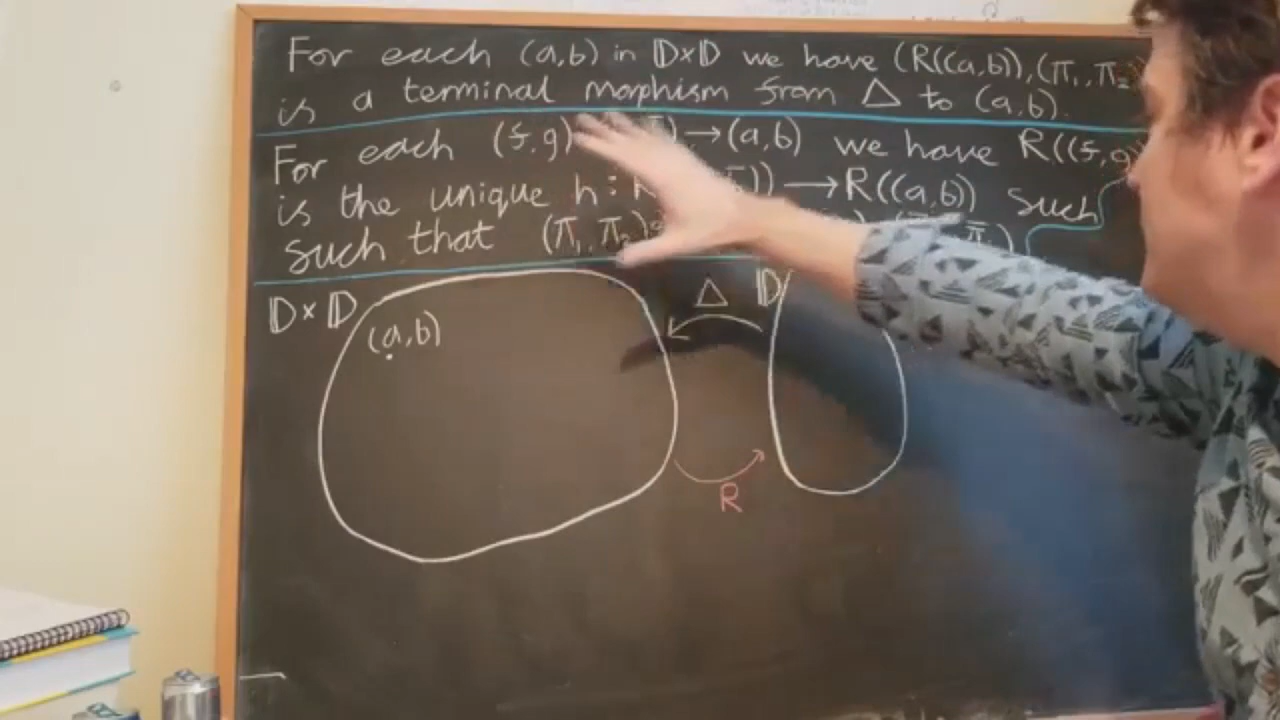 For each (a,b) in 𝔻×𝔻 we have (R((a,b)),(π₁,π₂
is a terminal morphism from △ to (a,b).
For each (f,g) →(a,b) we have R((f,g
is the unique h: )) → R((a,b)) such
such that (π₁,π₂)∘
𝔻×𝔻 △ 𝔻
(a,b)
R